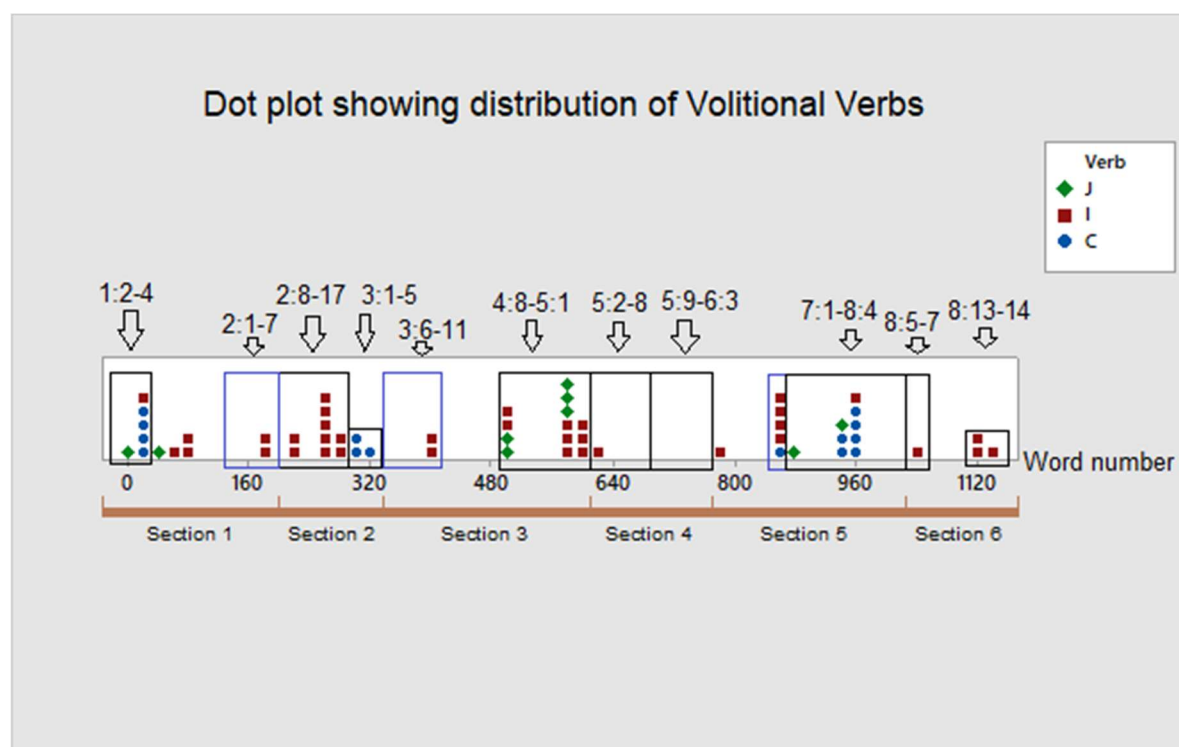 Dot plot showing distribution of Volitional Verbs
Verb
J
I
C
1:2-4
2:1-7
2:8-17
3:1-5
3:6-11
4:8-5:1
5:2-8
5:9-6:3
7:1-8:4
8:5-7
8:13-14
0 160 320 480 640 800 960 1120
Word number
Section 1 Section 2 Section 3 Section 4 Section 5 Section 6